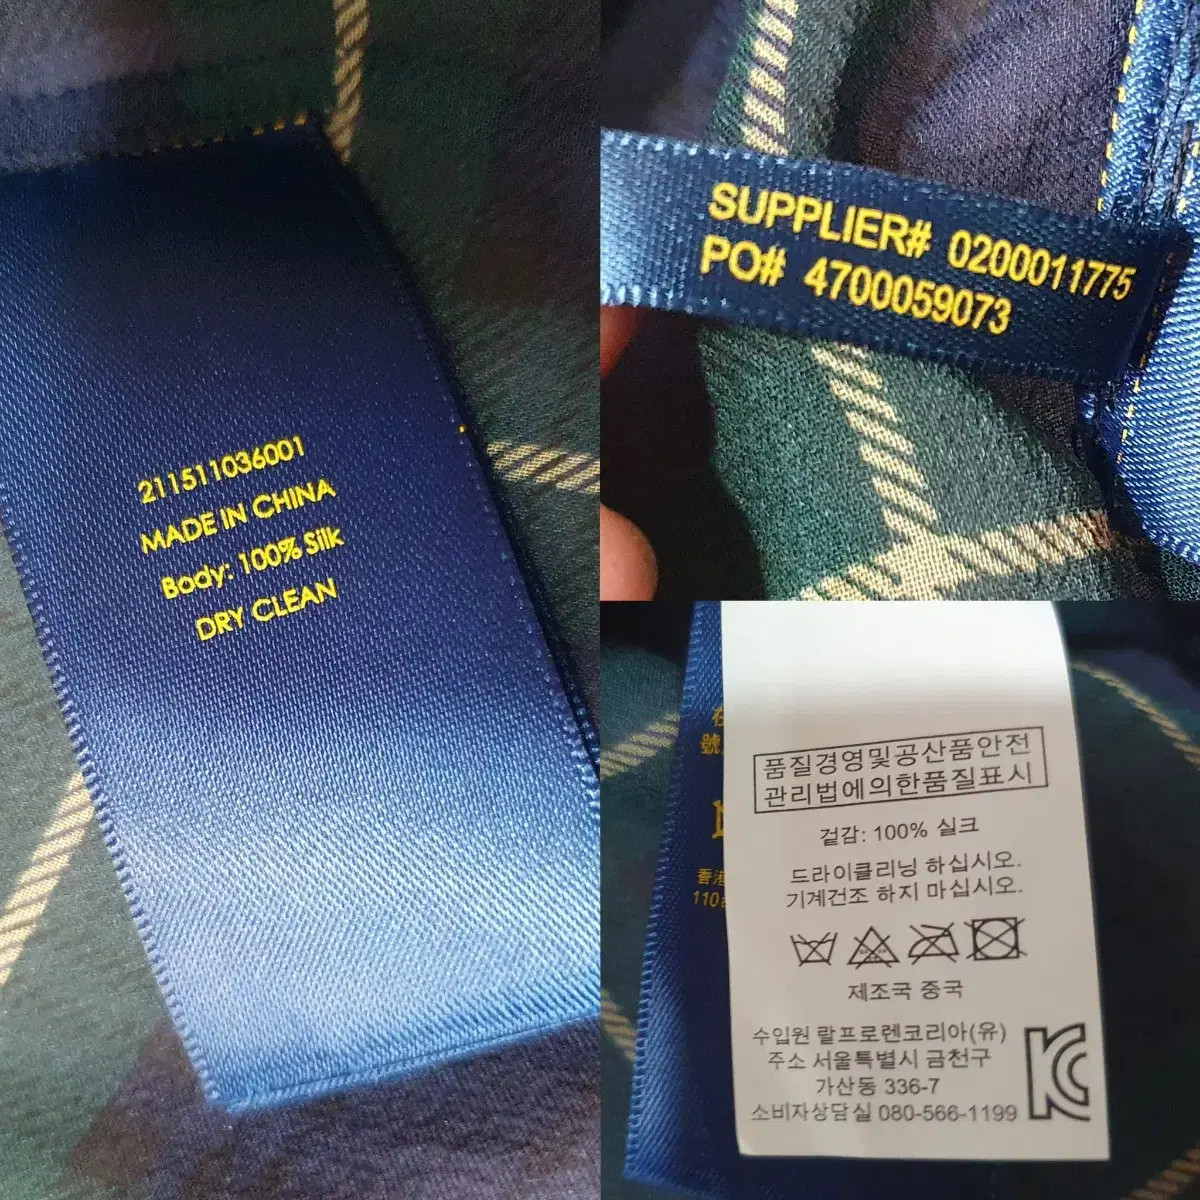 211511036001
MADE IN CHINA
Body: 100% Silk
DRY CLEAN
SUPPLIER# 0200011775
PO# 4700059073
號
香港
110
품질경영및공산품안전
관리법에의한품질표시
겉감: 100% 실크
드라이클리닝 하십시오.
기계건조 하지 마십시오.
제조국 중국
수입원 랄프로렌코리아(유)
주소 서울특별시 금천구
가산동 336-7
소비자상담실 080-566-1199